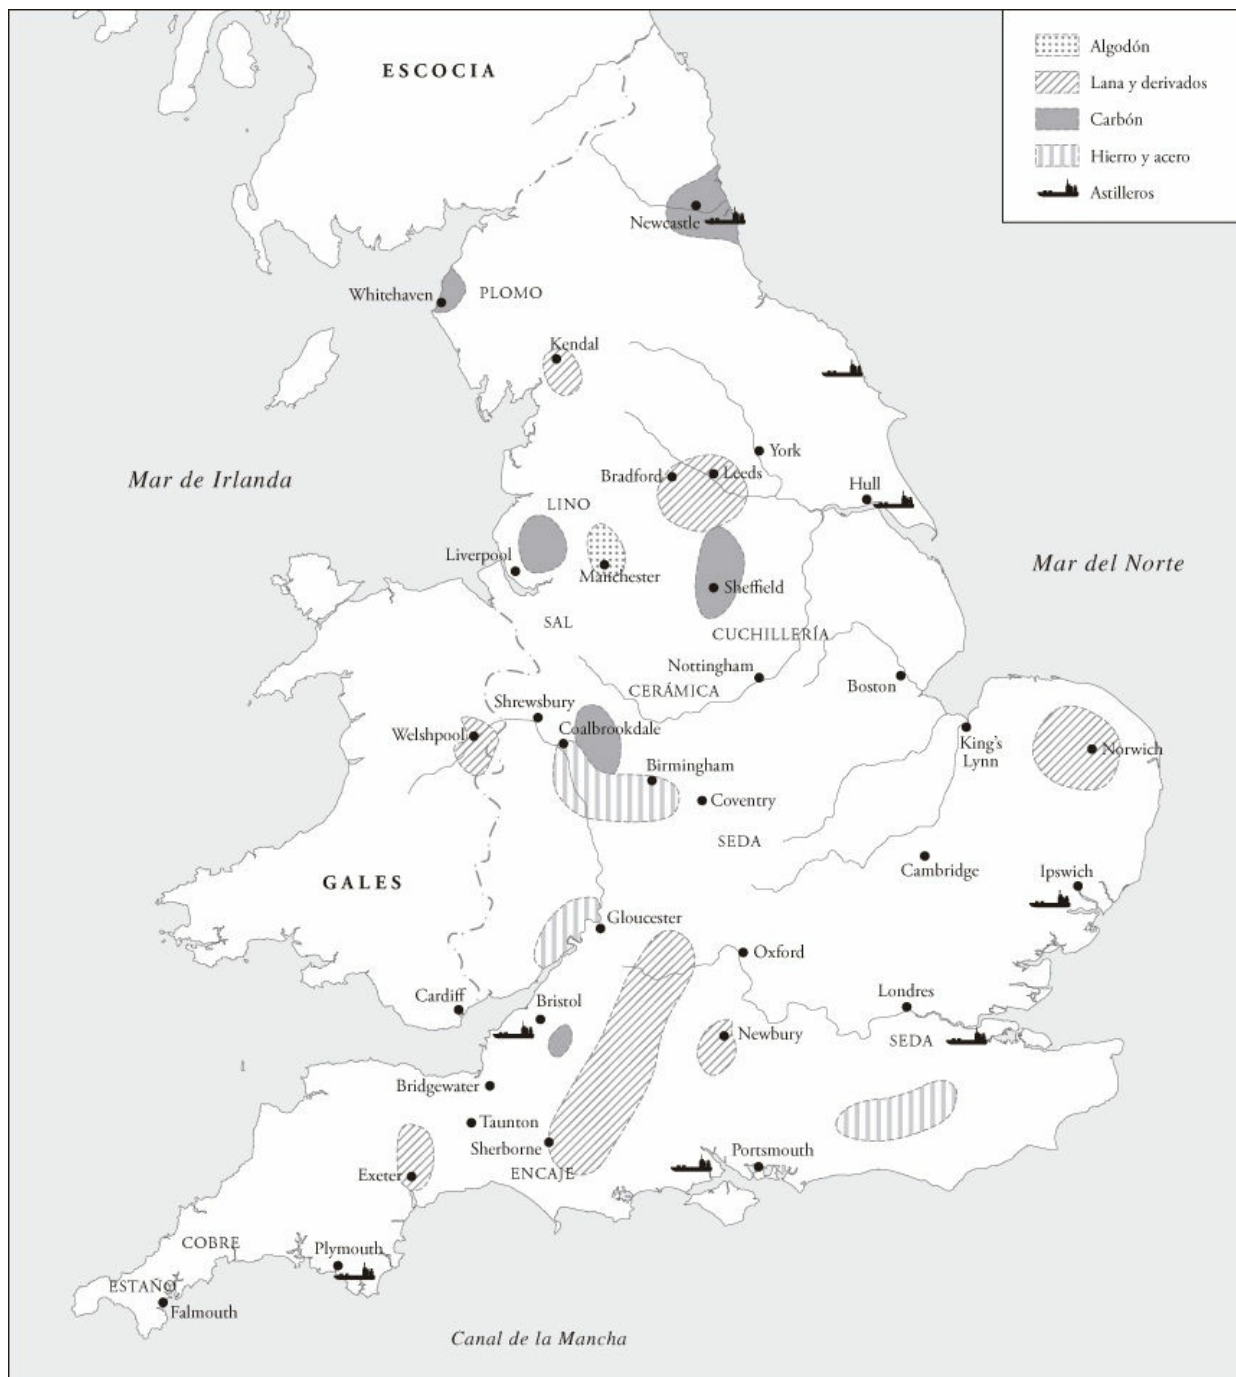 ESCOCIA
Algodón
Lana y derivados
Carbón
Hierro y acero
Astilleros
Newcastle
Whitehaven
PLOMO
Kendal
York
Bradford
Leeds
Mar de Irlanda
Hull
LINO
Liverpool
Manchester
Mar del Norte
Sheffield
SAL
CUCHILLERÍA
Nottingham
CERÁMICA
Boston
Shrewsbury
Welshpool
Coalbrookdale
King's
Lynn
Norwich
Birmingham
Coventry
SEDA
Cambridge
Ipswich
GALES
Gloucester
Oxford
Cardiff
Bristol
Londres
Newbury
SEDA
Bridgewater
Taunton
Sherborne
Portsmouth
Exeter
ENCAJE
COBRE
Plymouth
ESTAÑO
Falmouth
Canal de la Mancha